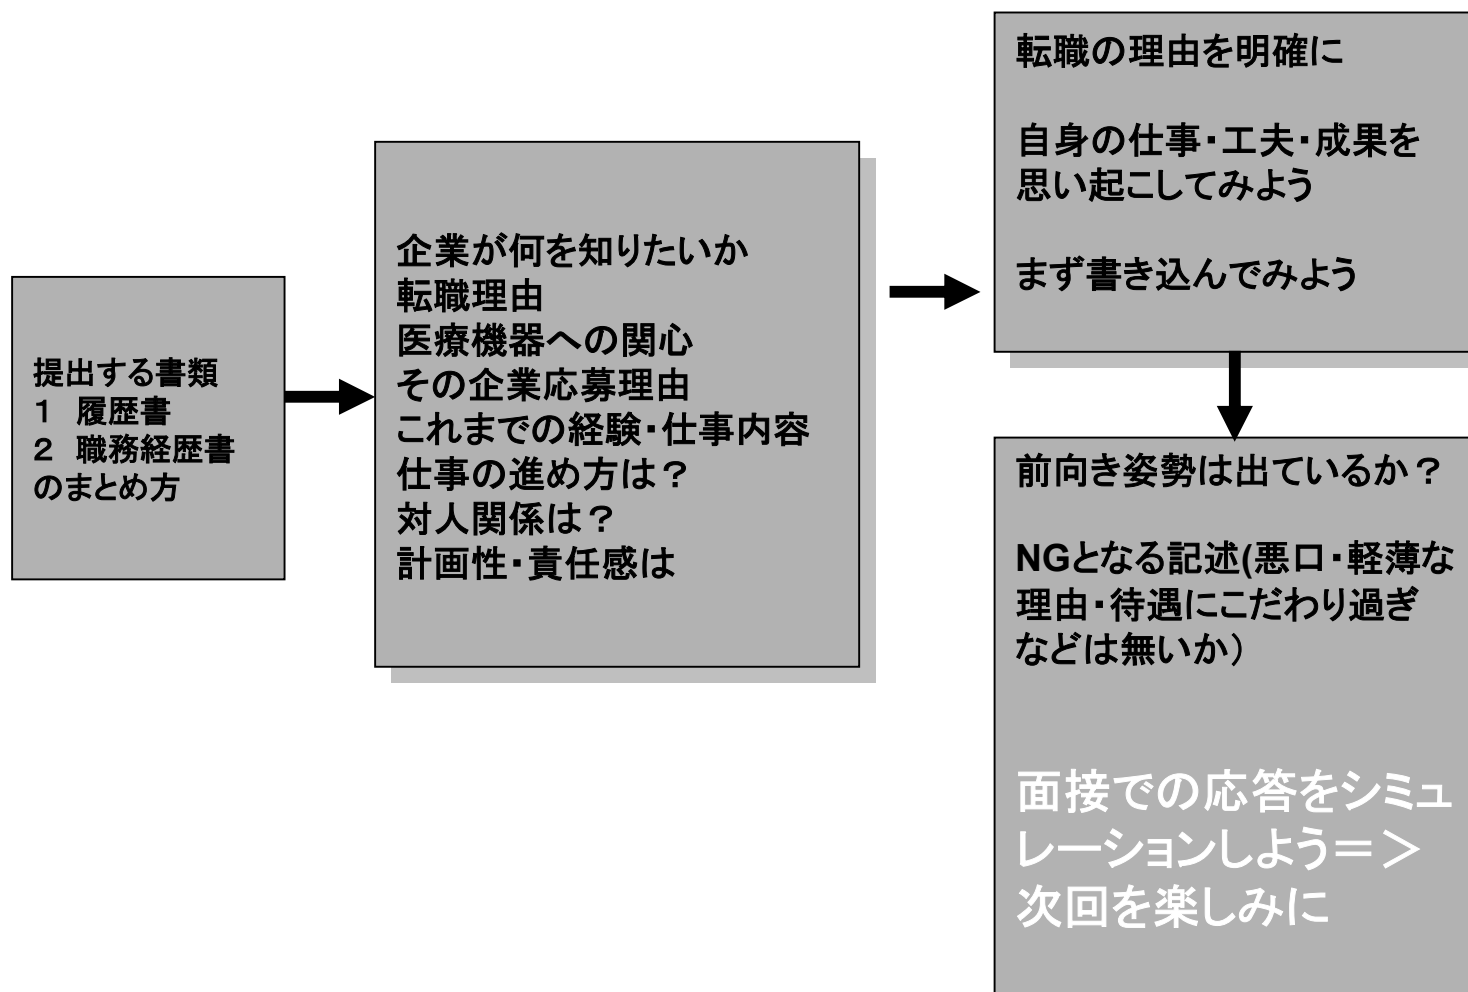 提出する書類
１　履歴書
２　職務経歴書
のまとめ方
企業が何を知りたいか
転職理由
医療機器への関心
その企業応募理由
これまでの経験・仕事内容
仕事の進め方は？
対人関係は？
計画性・責任感は
転職の理由を明確に
自身の仕事・工夫・成果を
思い起こしてみよう
まず書き込んでみよう
前向き姿勢は出ているか？
NGとなる記述(悪口・軽薄な
理由・待遇にこだわり過ぎ
などは無いか）
面接での応答をシミュ
レーションしよう＝＞
次回を楽しみに